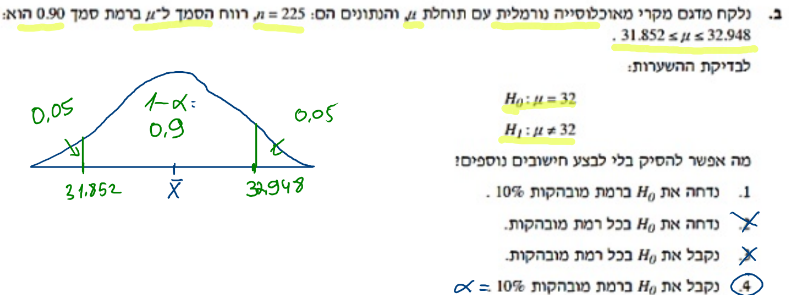 ב. נלקח מדגם מקרי מאוכלוסייה נורמלית עם תוחלת μ, והנתונים הם: n = 225, רווח הסמך ל־μ ברמת סמך 0.90 הוא:
31.852 ≤ μ ≤ 32.948 .
לבדיקת ההשערות:
H₀ : μ = 32
H₁ : μ ≠ 32
מה אפשר להסיק בלי לבצע חישובים נוספים?
1. נדחה את H₀ ברמת מובהקות 10% .
2. נדחה את H₀ בכל רמת מובהקות.
3. נקבל את H₀ בכל רמת מובהקות.
4. נקבל את H₀ ברמת מובהקות 10% = α
0,05
1-α=
0,9
0,05
31.852
X̄
32.948